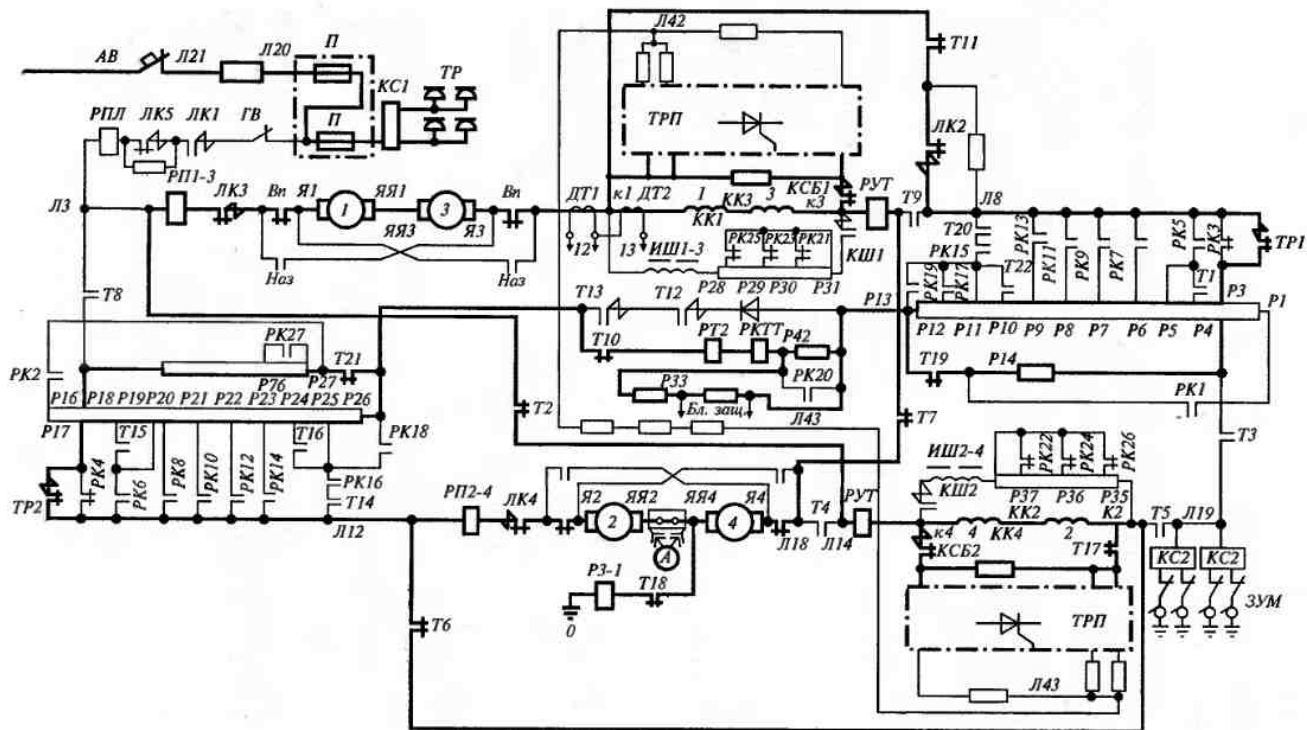 Л42
П
ТР
Т11
АВ
Л21
Л20
КС1
РПЛ
ЛК5
ЛК1
ГВ
П
ТРП
ЛК2
РП1-3
КСБ1
РУТ
Л3
ЛК3
Вп
Я1
ЯЯ1
Вп
ДТ1
к1
ДТ2
1
3
КК3
к3
Т9
Л8
1
3
ЯЯ3
Я3
КК1
Т20
РК13
РК5
РК3
ТР1
12
13
ИШ1-3
РК25
РК23
РК21
КШ1
РК15
РК11
РК9
РК7
Наз
Наз
РК19
РК17
Т22
Т1
Т8
Р28
Р29
Р30
Р31
Р3
Р1
Т13
Т12
Р13
Р12
Р11
Р10
Р9
Р8
Р7
Р6
Р5
Р4
РК27
Т10
РТ2
РКТТ
Р42
Т19
Р14
РК2
Р76
Р27
Т21
Р33
РК20
РК1
Р16
Р18
Р19
Р20
Р21
Р22
Р23
Р24
Р25
Р26
Т2
Бл. защ.
Л43
Т7
Р17
Т15
Т16
РК18
Т3
РК4
РК6
РК8
РК10
РК12
РК14
РК16
ИШ2-4
РК22
РК24
РК26
ТР2
Т14
РП2-4
ЛК4
Я2
ЯЯ2
ЯЯ4
Я4
Т4
РУТ
КШ2
Р37
Р36
Р35
Л12
2
4
Л18
Л14
КК2
К2
Т5
Л19
к4
4
КК4
2
А
КСБ2
Т17
КС2
КС2
РЗ-1
Т18
ЗУМ
0
Т6
ТРП
Л43